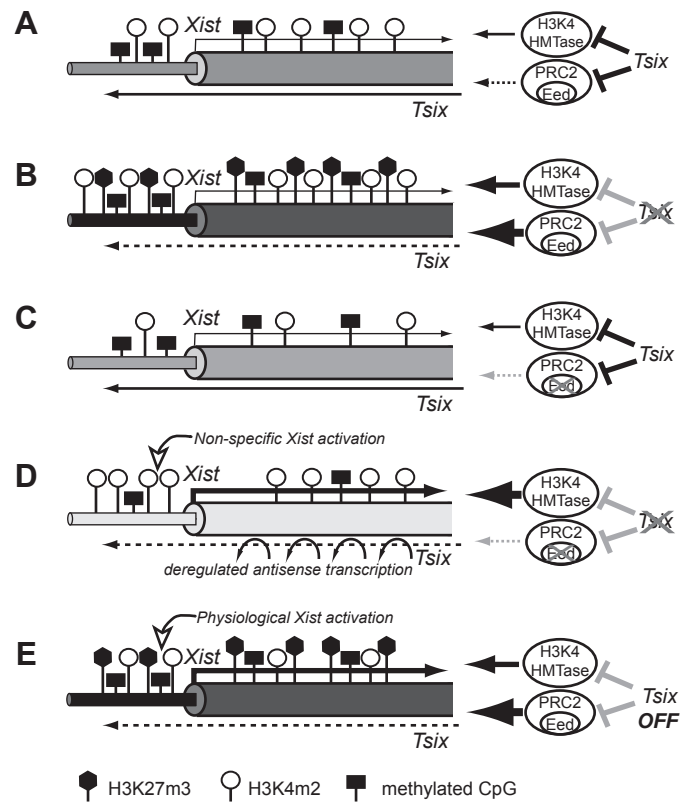 A
Xist
Tsix
H3K4
HMTase
PRC2
Eed
Tsix
B
Xist
Tsix
H3K4
HMTase
PRC2
Eed
Tsix
C
Xist
Tsix
H3K4
HMTase
PRC2
Eed
Tsix
D
Non-specific Xist activation
Xist
Tsix
deregulated antisense transcription
H3K4
HMTase
PRC2
Eed
Tsix
E
Physiological Xist activation
Xist
Tsix
H3K4
HMTase
PRC2
Eed
Tsix
OFF
H3K27m3
H3K4m2
methylated CpG